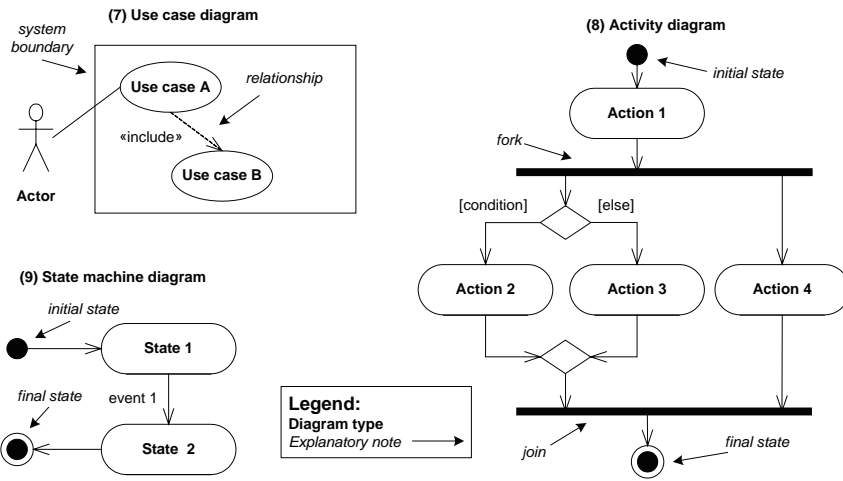 (7) Use case diagram
system
boundary
Use case A
relationship
«include»
Use case B
Actor
(8) Activity diagram
initial state
Action 1
fork
[condition]
[else]
Action 2
Action 3
Action 4
join
final state
(9) State machine diagram
initial state
State 1
event 1
final state
State 2
Legend:
Diagram type
Explanatory note